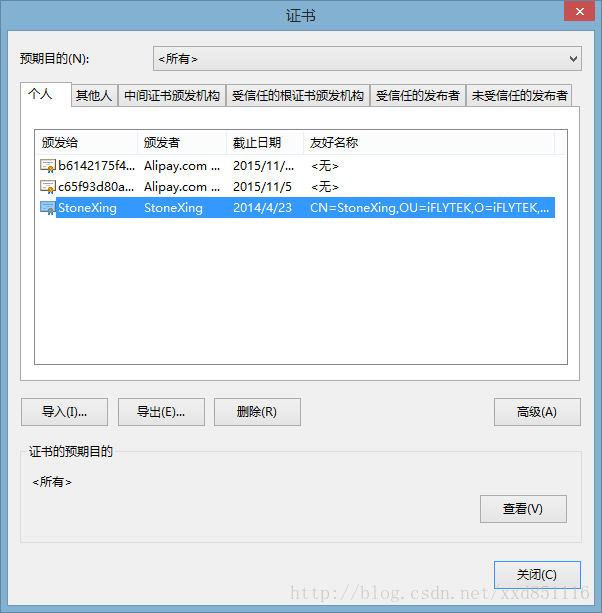 证书
预期目的(N): <所有>
个人 其他人 中间证书颁发机构 受信任的根证书颁发机构 受信任的发布者 未受信任的发布者
颁发给 颁发者 截止日期 友好名称
b6142175f4... Alipay.com ... 2015/11/... <无>
c65f93d80a... Alipay.com ... 2015/11/5 <无>
StoneXing StoneXing 2014/4/23 CN=StoneXing,OU=iFLYTEK,O=iFLYTEK,...
导入(I)... 导出(E)... 删除(R) 高级(A)
证书的预期目的
<所有>
查看(V)
关闭(C)
http://blog.csdn.net/xxd851116